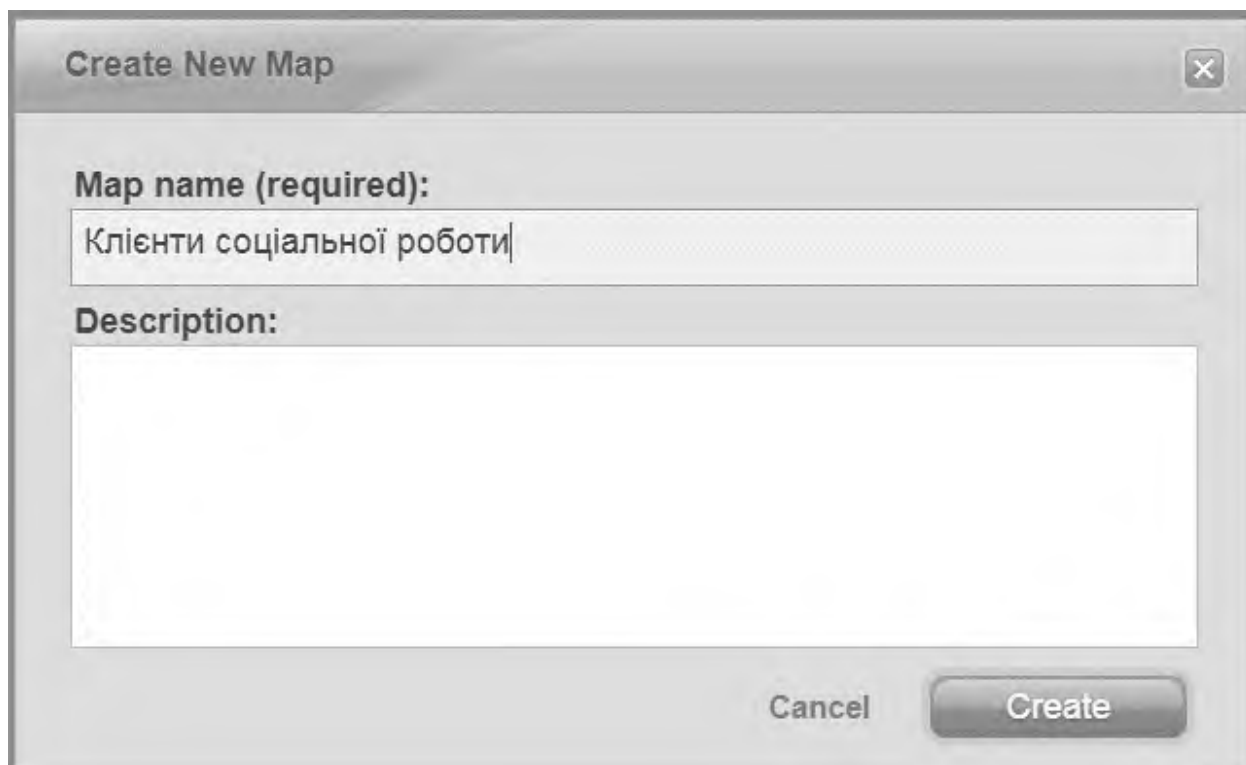 Create New Map
Map name (required):
Клієнти соціальної роботи
Description:
Cancel Create